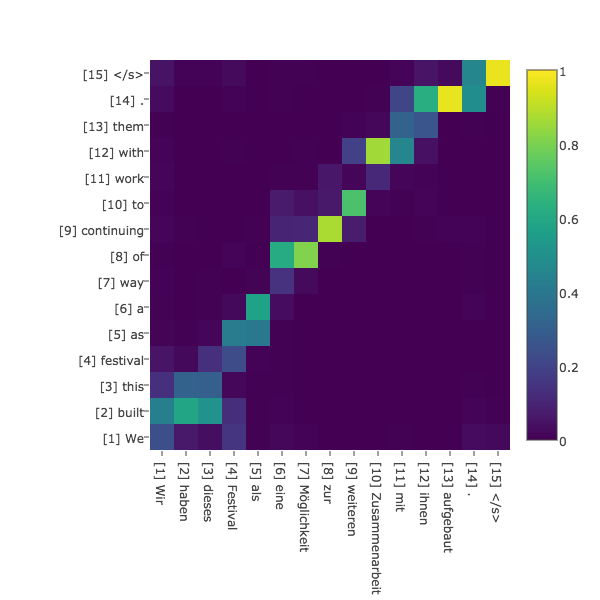 [15] </s>
[14] .
[13] them
[12] with
[11] work
[10] to
[9] continuing
[8] of
[7] way
[6] a
[5] as
[4] festival
[3] this
[2] built
[1] We
[1] Wir
[2] haben
[3] dieses
[4] Festival
[5] als
[6] eine
[7] Möglichkeit
[8] zur
[9] weiteren
[10] Zusammenarbeit
[11] mit
[12] ihnen
[13] aufgebaut
[14] .
[15] </s>
1
0.8
0.6
0.4
0.2
0